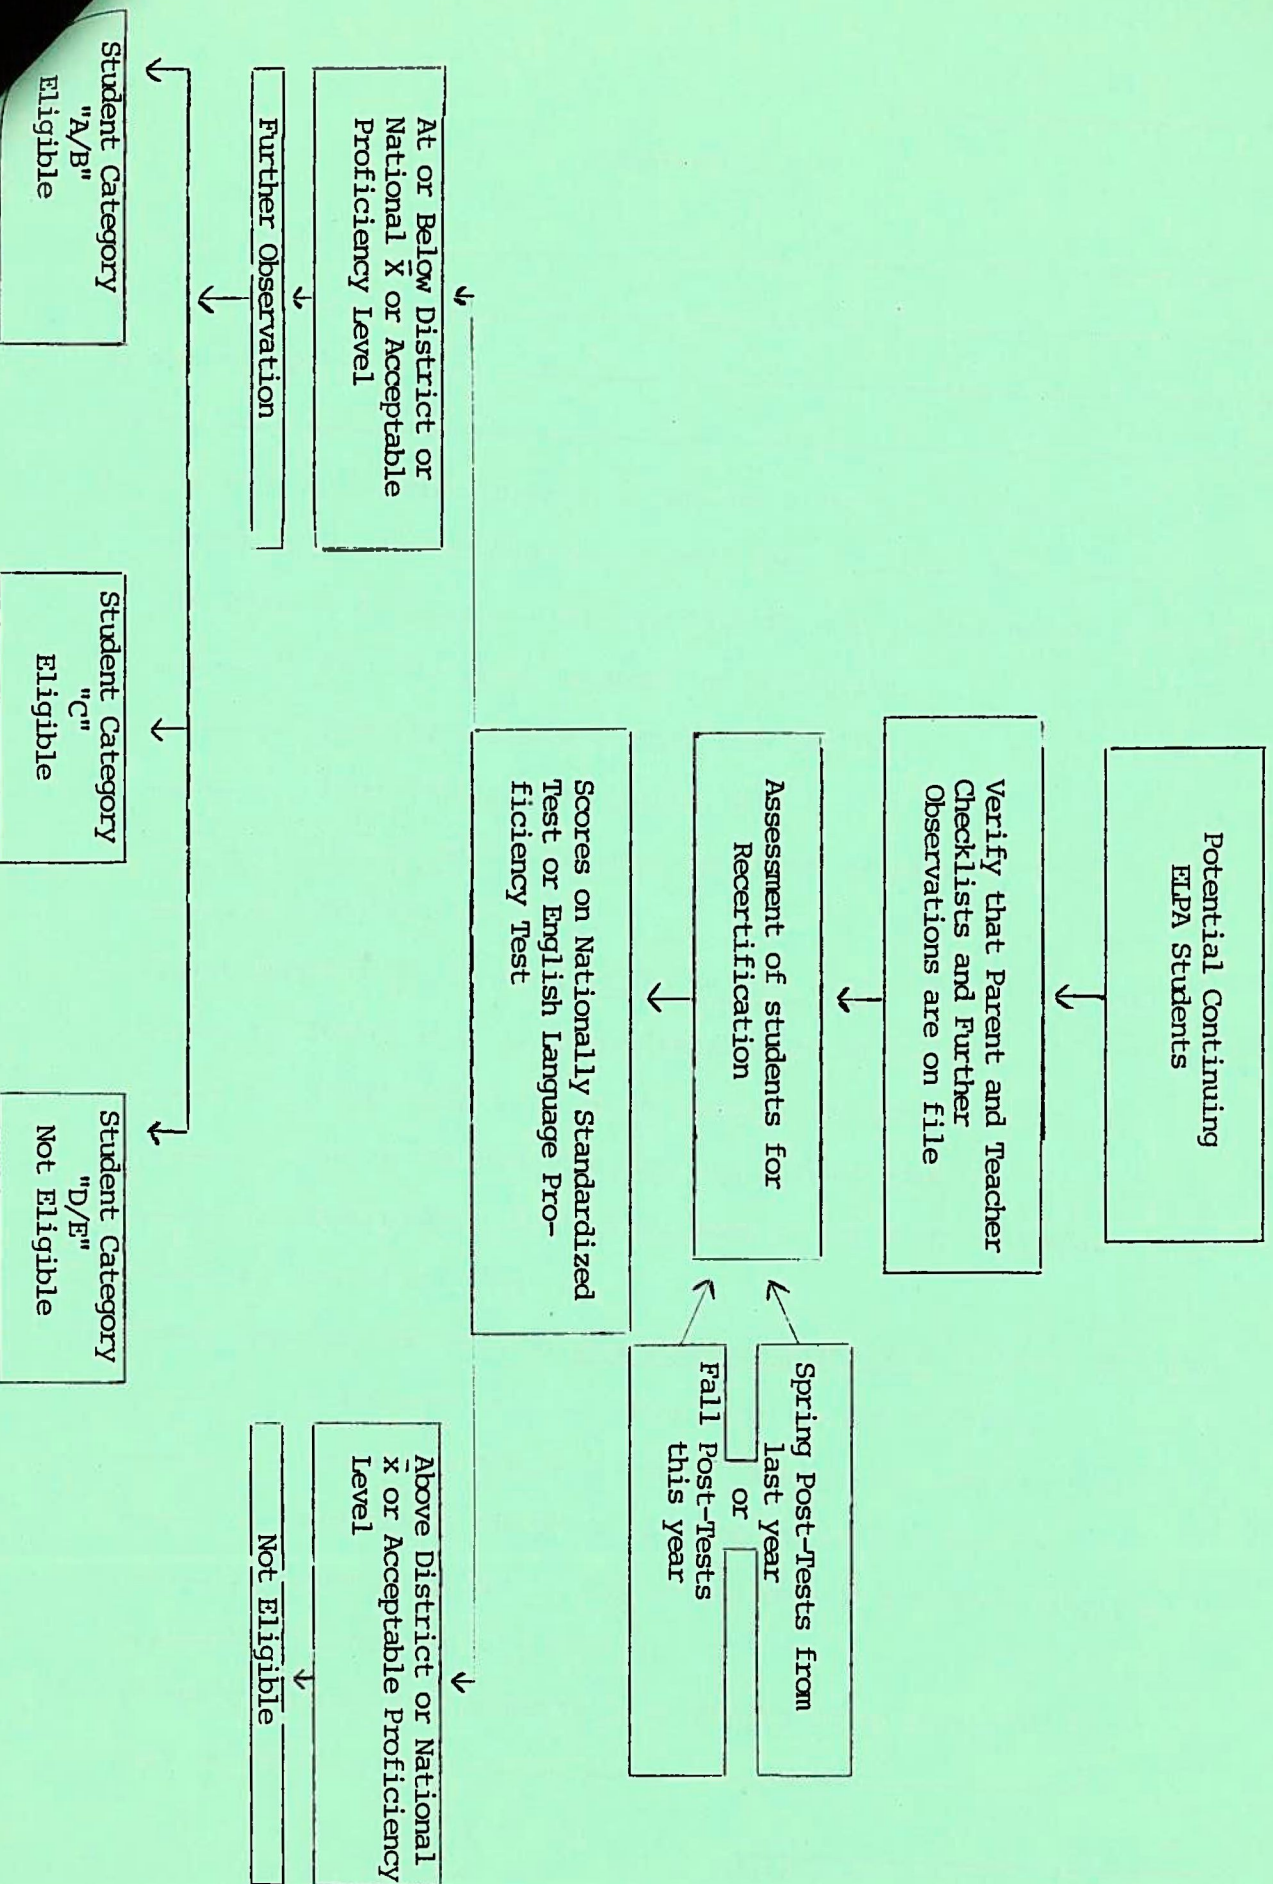 Potential Continuing
ELPA Students
Verify that Parent and Teacher
Checklists and Further
Observations are on file
Assessment of students for
Recertification
Spring Post-Tests from
last year
or
Fall Post-Tests
this year
Scores on Nationally Standardized
Test or English Language Pro-
ficiency Test
At or Below District or
National x̄ or Acceptable
Proficiency Level
Above District or National
x̄ or Acceptable Proficiency
Level
Further Observation
Not Eligible
Student Category
"A/B"
Eligible
Student Category
"C"
Eligible
Student Category
"D/E"
Not Eligible